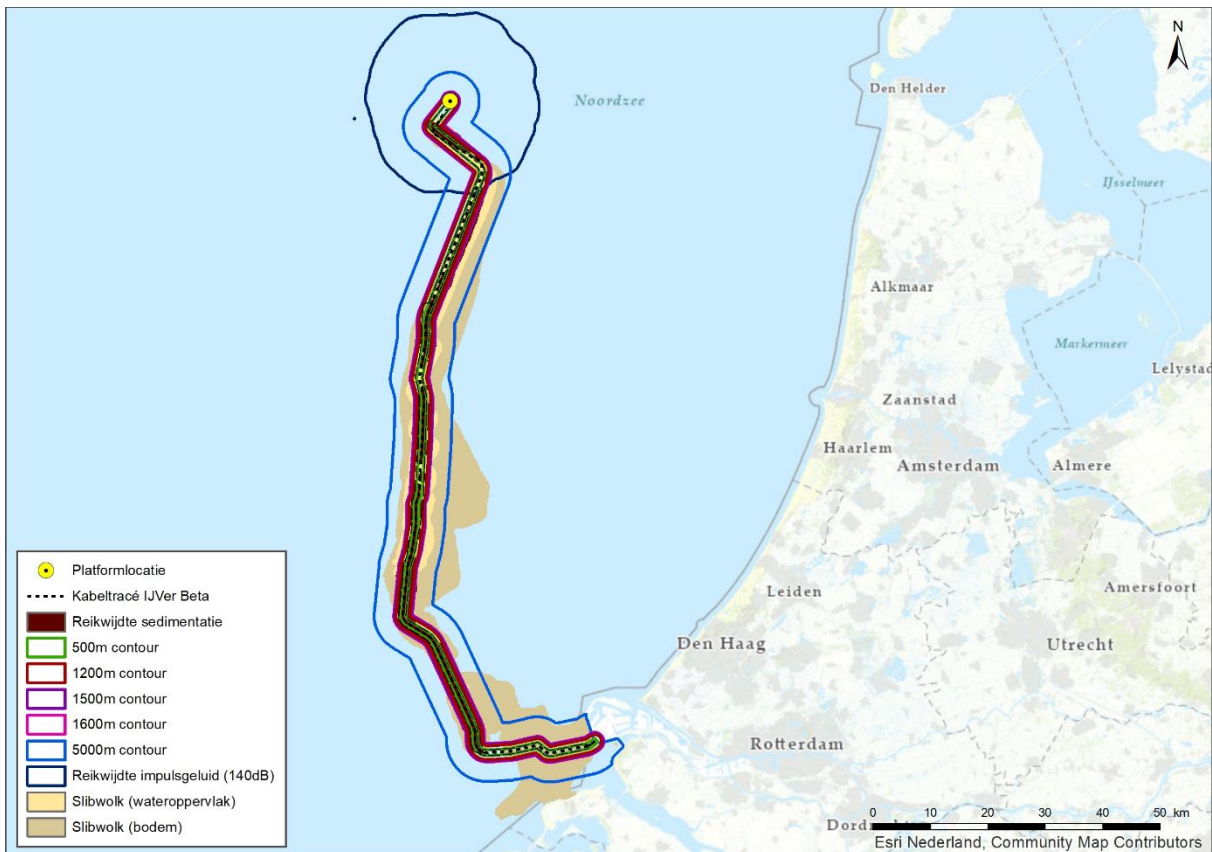 N
Den Helder
Noordzee
IJsselmeer
Alkmaar
Markermeer
Lelystad
Zaanstad
Haarlem
Amsterdam
Almere
Platformlocatie
Kabeltracé IJVer Beta
Reikwijdte sedimentatie
500m contour
1200m contour
1500m contour
1600m contour
5000m contour
Reikwijdte impulsgeluid (140dB)
Slibwolk (wateroppervlak)
Slibwolk (bodem)
Amersfoort
Leiden
Den Haag
Utrecht
Rotterdam
0 10 20 30 40 50 km
Esri Nederland, Community Map Contributors